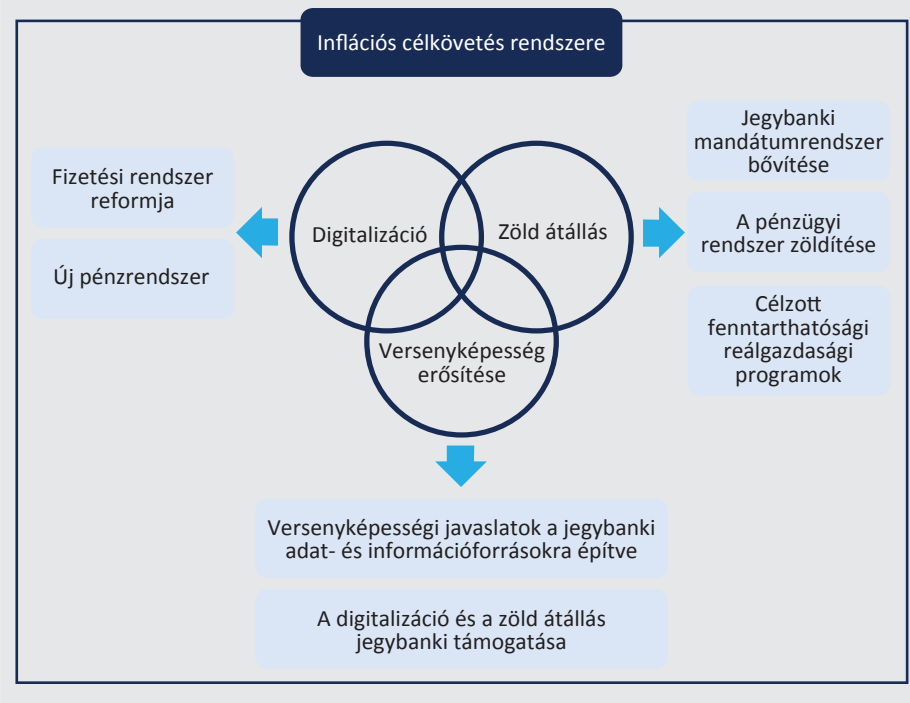 Inflációs célkövetés rendszere
Fizetési rendszer
reformja
Új pénzrendszer
Digitalizáció
Zöld átállás
Versenyképesség
erősítése
Jegybanki
mandátumrendszer
bővítése
A pénzügyi
rendszer zöldítése
Célzott
fenntarthatósági
reálgazdasági
programok
Versenyképességi javaslatok a jegybanki
adat- és információforrásokra építve
A digitalizáció és a zöld átállás
jegybanki támogatása